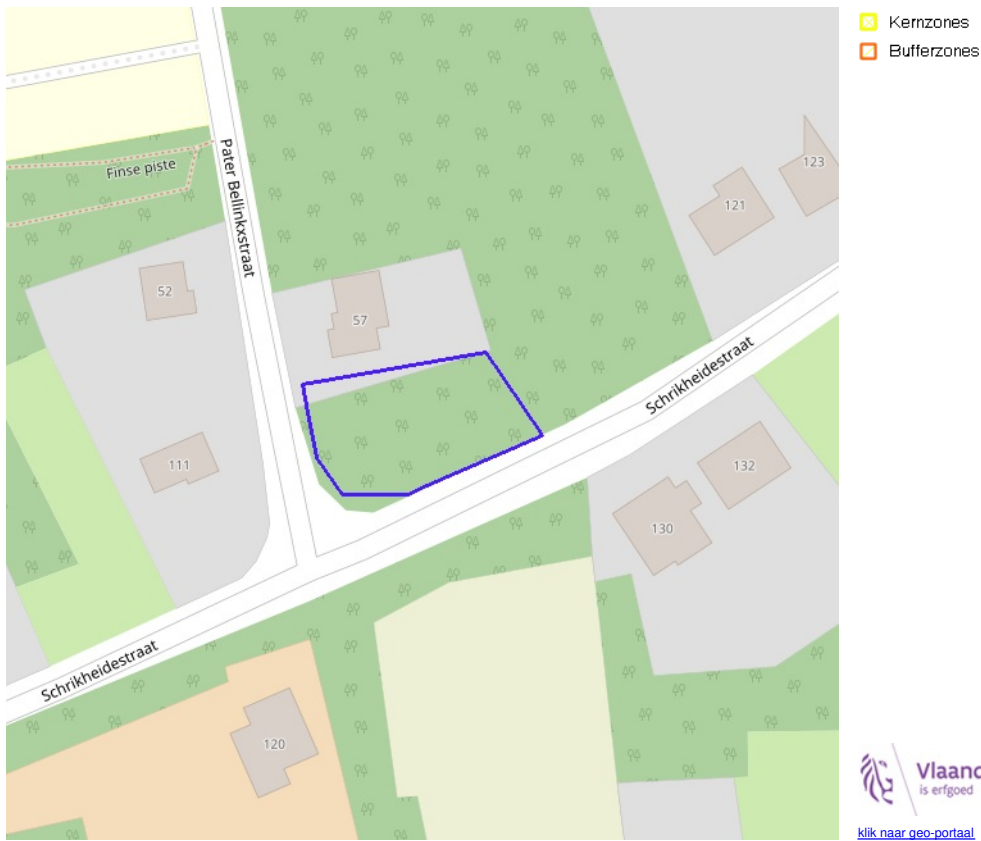 Kernzones
Bufferzones
Finse piste
Pater Bellinkxstraat
123
121
52
57
Schrikheidestraat
111
132
130
Schrikheidestraat
120
Vlaand
is erfgoed
klik naar geo-portaal